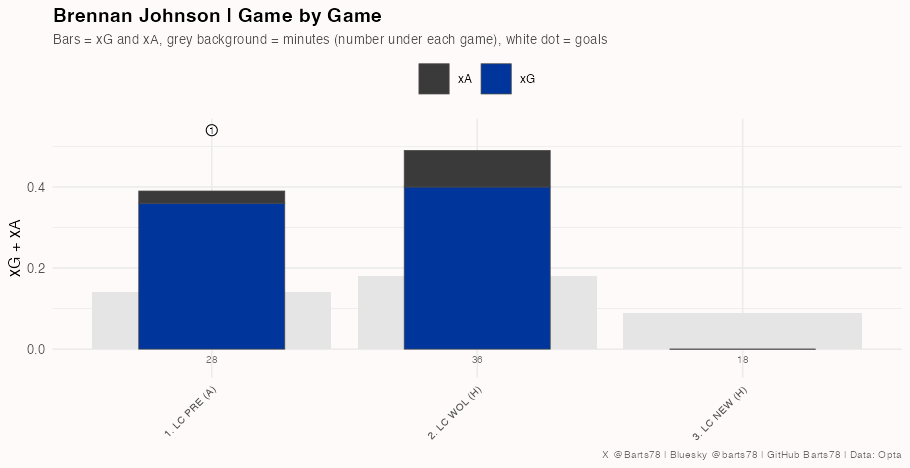 Brennan Johnson | Game by Game
Bars = xG and xA, grey background = minutes (number under each game), white dot = goals
xA xG
1
0.4
0.2
0.0
xG + xA
28 36 18
1. LC PRE (A)
2. LC WOL (H)
3. LC NEW (H)
X @Barts78 | Bluesky @barts78 | GitHub Barts78 | Data: Opta